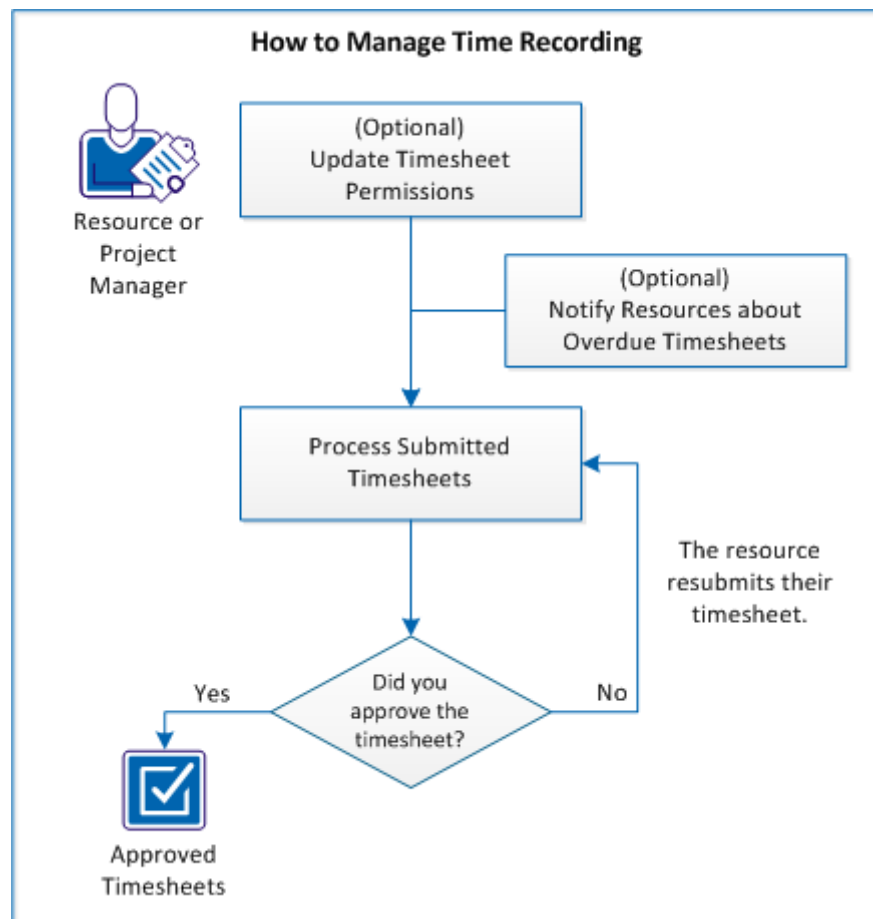 How to Manage Time Recording
(Optional)
Update Timesheet
Permissions
Resource or
Project
Manager
(Optional)
Notify Resources about
Overdue Timesheets
Process Submitted
Timesheets
The resource
resubmits their
timesheet.
Did you
approve the
timesheet?
Yes
No
Approved
Timesheets